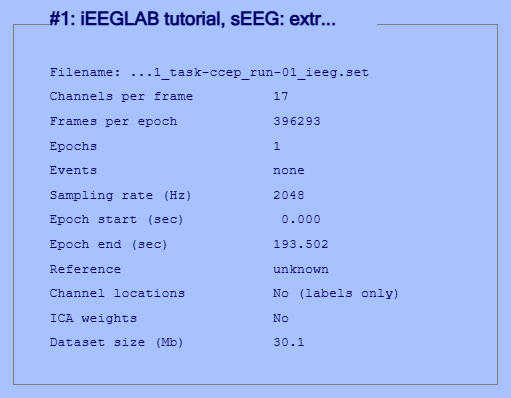 #1: iEEGLAB tutorial, sEEG: extr...
Filename: ...1_task-ccep_run-01_ieeg.set
Channels per frame 17
Frames per epoch 396293
Epochs 1
Events none
Sampling rate (Hz) 2048
Epoch start (sec) 0.000
Epoch end (sec) 193.502
Reference unknown
Channel locations No (labels only)
ICA weights No
Dataset size (Mb) 30.1